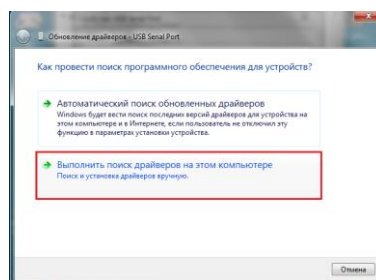 Обновление драйверов - USB Serial Port
Как провести поиск программного обеспечения для устройств?
Автоматический поиск обновленных драйверов
Windows будет вести поиск последних версий драйверов для устройства на
этом компьютере и в Интернете, если пользователь не отключил эту
функцию в параметрах установки устройства.
Выполнить поиск драйверов на этом компьютере
Поиск и установка драйверов вручную.
Отмена